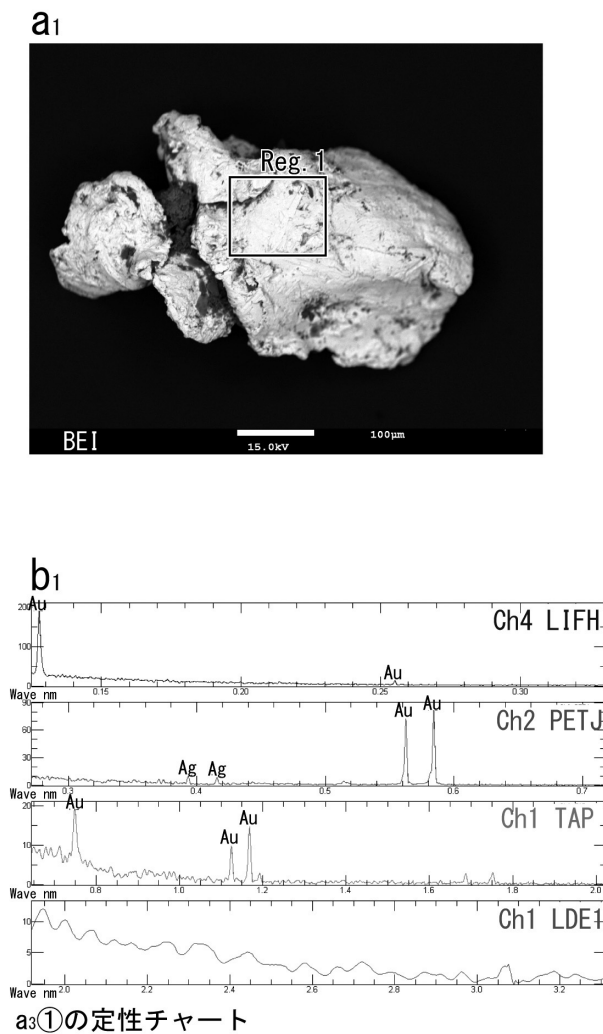 a1
Reg.1
BEI
15.0kV
100μm
b1
Au
Au
Ch4 LIFH
200
100
0
Wave nm
0.15
0.20
0.25
0.30
90
60
30
0
Ag
Ag
Au
Au
Ch2 PETJ
Wave nm
0.3
0.4
0.5
0.6
0.7
20
10
0
Au
Au
Au
Ch1 TAP
Wave nm
0.8
1.0
1.2
1.4
1.6
1.8
2.0
10
5
0
Ch1 LDE1
Wave nm
2.0
2.2
2.4
2.6
2.8
3.0
3.2
a3①の定性チャート